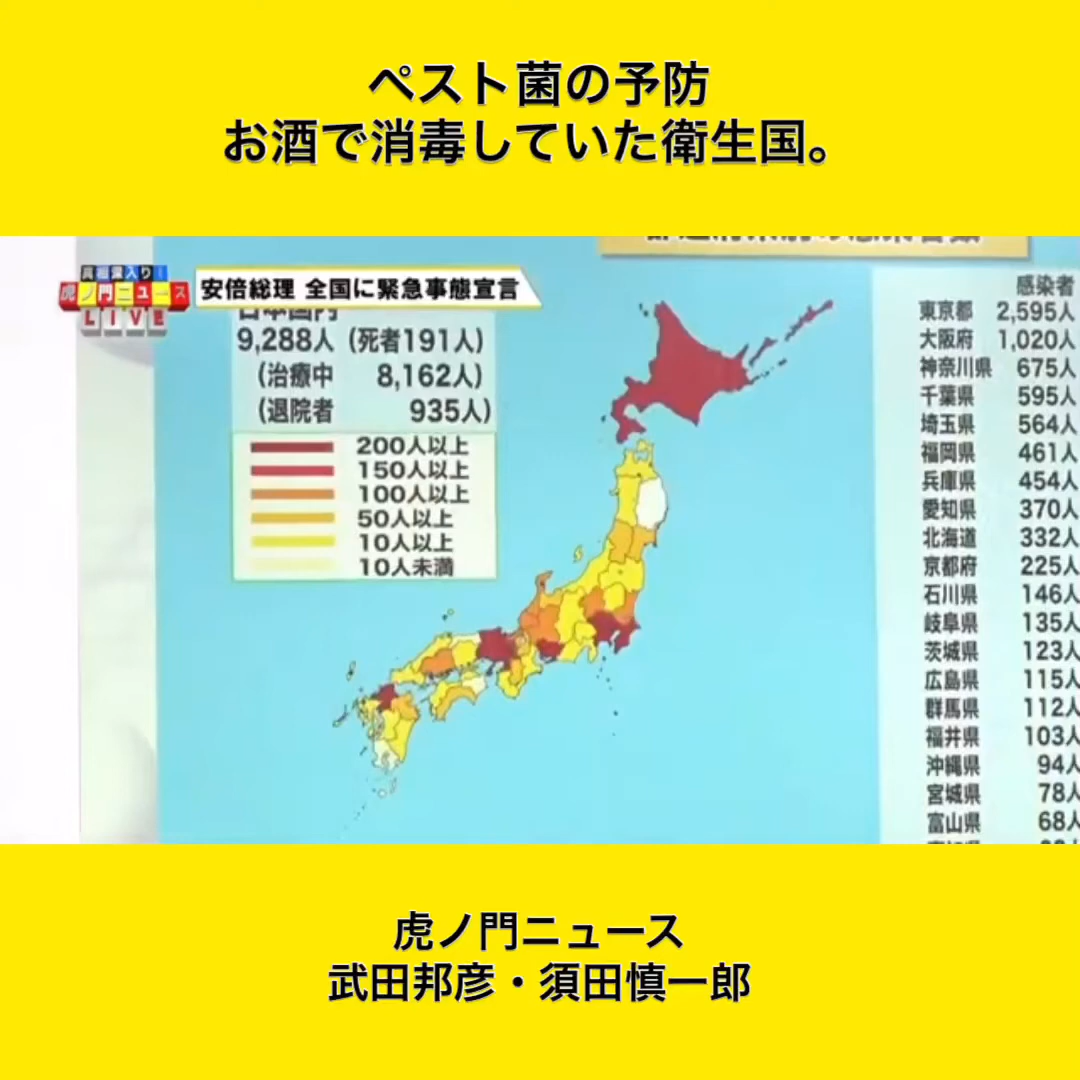 ペスト菌の予防
お酒で消毒していた衛生国。
真相深入り!
虎ノ門ニュース
LIVE
安倍総理 全国に緊急事態宣言
日本国内
9,288人 (死者191人)
(治療中 8,162人)
(退院者 935人)
200人以上
150人以上
100人以上
50人以上
10人以上
10人未満
感染者
東京都 2,595人
大阪府 1,020人
神奈川県 675人
千葉県 595人
埼玉県 564人
福岡県 461人
兵庫県 454人
愛知県 370人
北海道 332人
京都府 225人
石川県 146人
岐阜県 135人
茨城県 123人
広島県 115人
群馬県 112人
福井県 103人
沖縄県 94人
宮城県 78人
富山県 68人
虎ノ門ニュース
武田邦彦・須田慎一郎